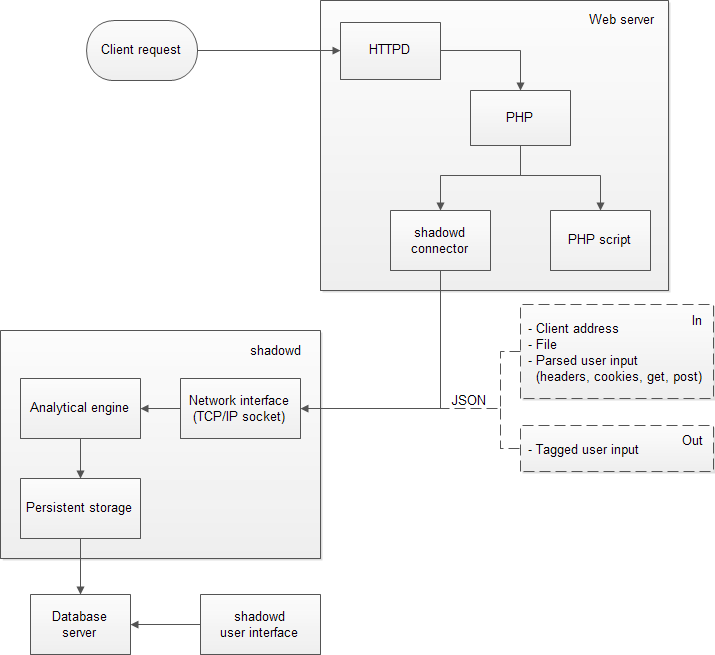 Web server
Client request
HTTPD
PHP
shadowd
connector
PHP script
In
- Client address
- File
- Parsed user input
(headers, cookies, get, post)
shadowd
Analytical engine
Network interface
(TCP/IP socket)
JSON
Out
- Tagged user input
Persistent storage
Database
server
shadowd
user interface